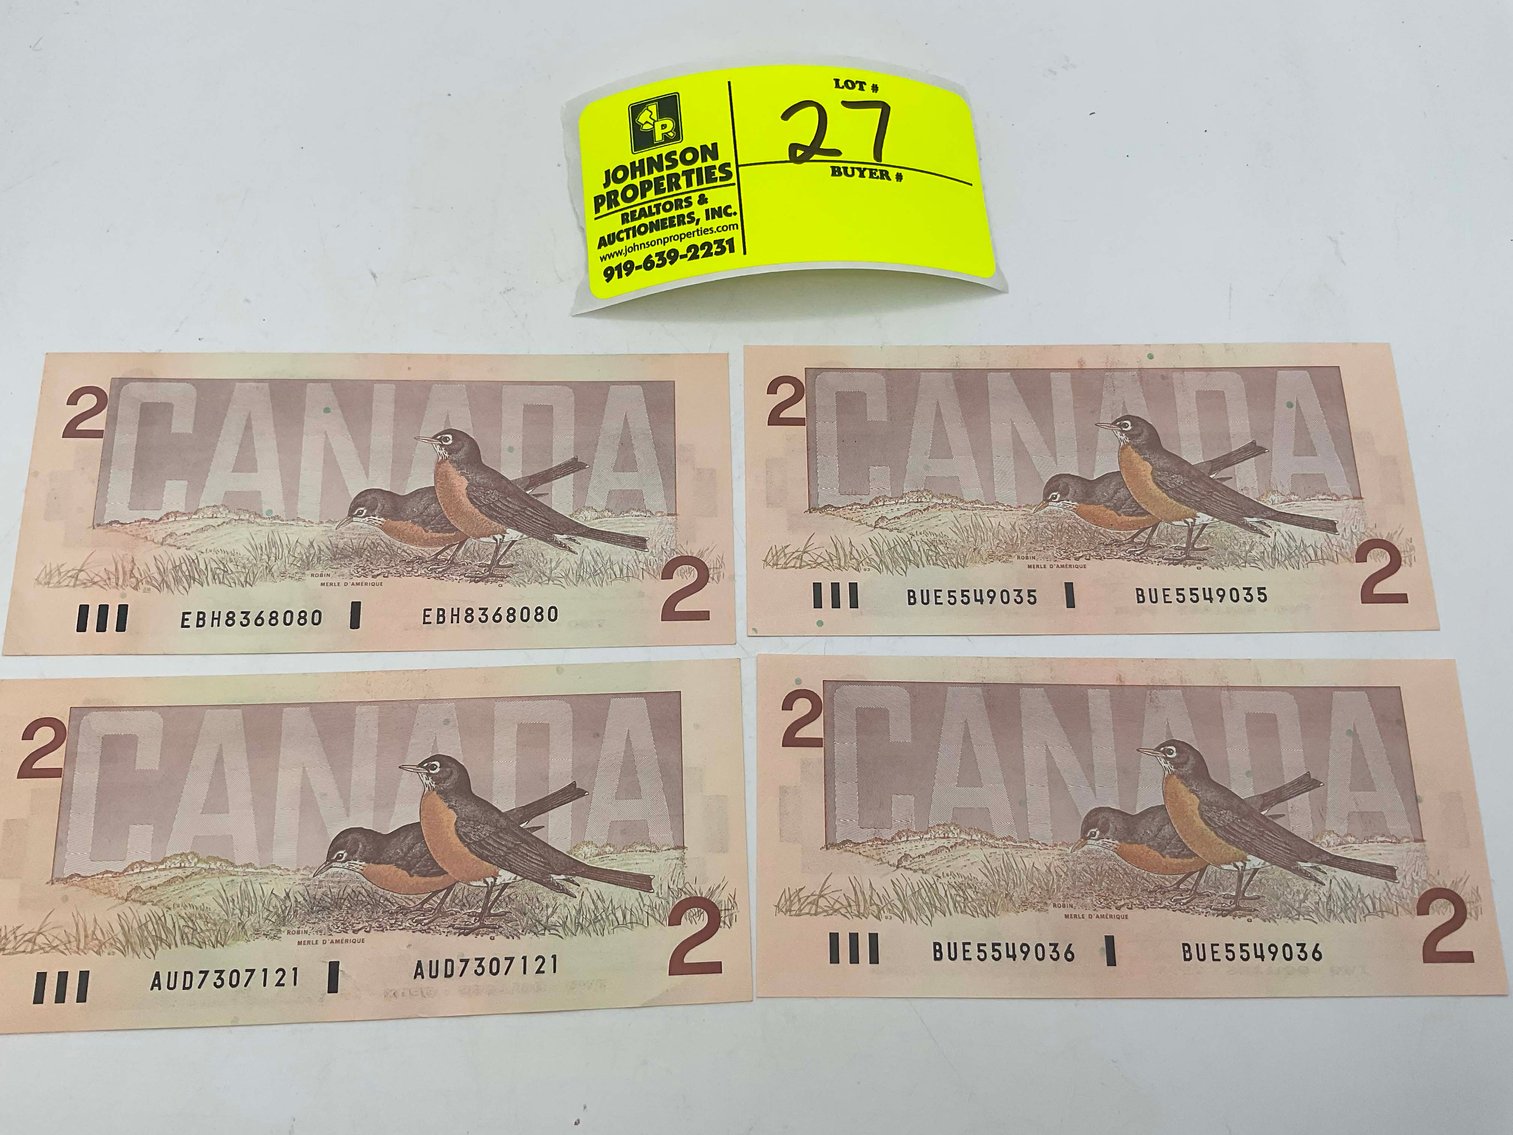 JR
JOHNSON
PROPERTIES
REALTORS &
AUCTIONEERS, INC.
www.johnsonproperties.com
919-639-2231
LOT #
27
BUYER #
2
CANADA
ROBIN
MERLE D'AMÉRIQUE
EBH8368080 EBH8368080
2
2
CANADA
ROBIN
MERLE D'AMÉRIQUE
BUE5549035 BUE5549035
2
2
CANADA
ROBIN
MERLE D'AMÉRIQUE
AUD7307121 AUD7307121
2
2
CANADA
ROBIN
MERLE D'AMÉRIQUE
BUE5549036 BUE5549036
2